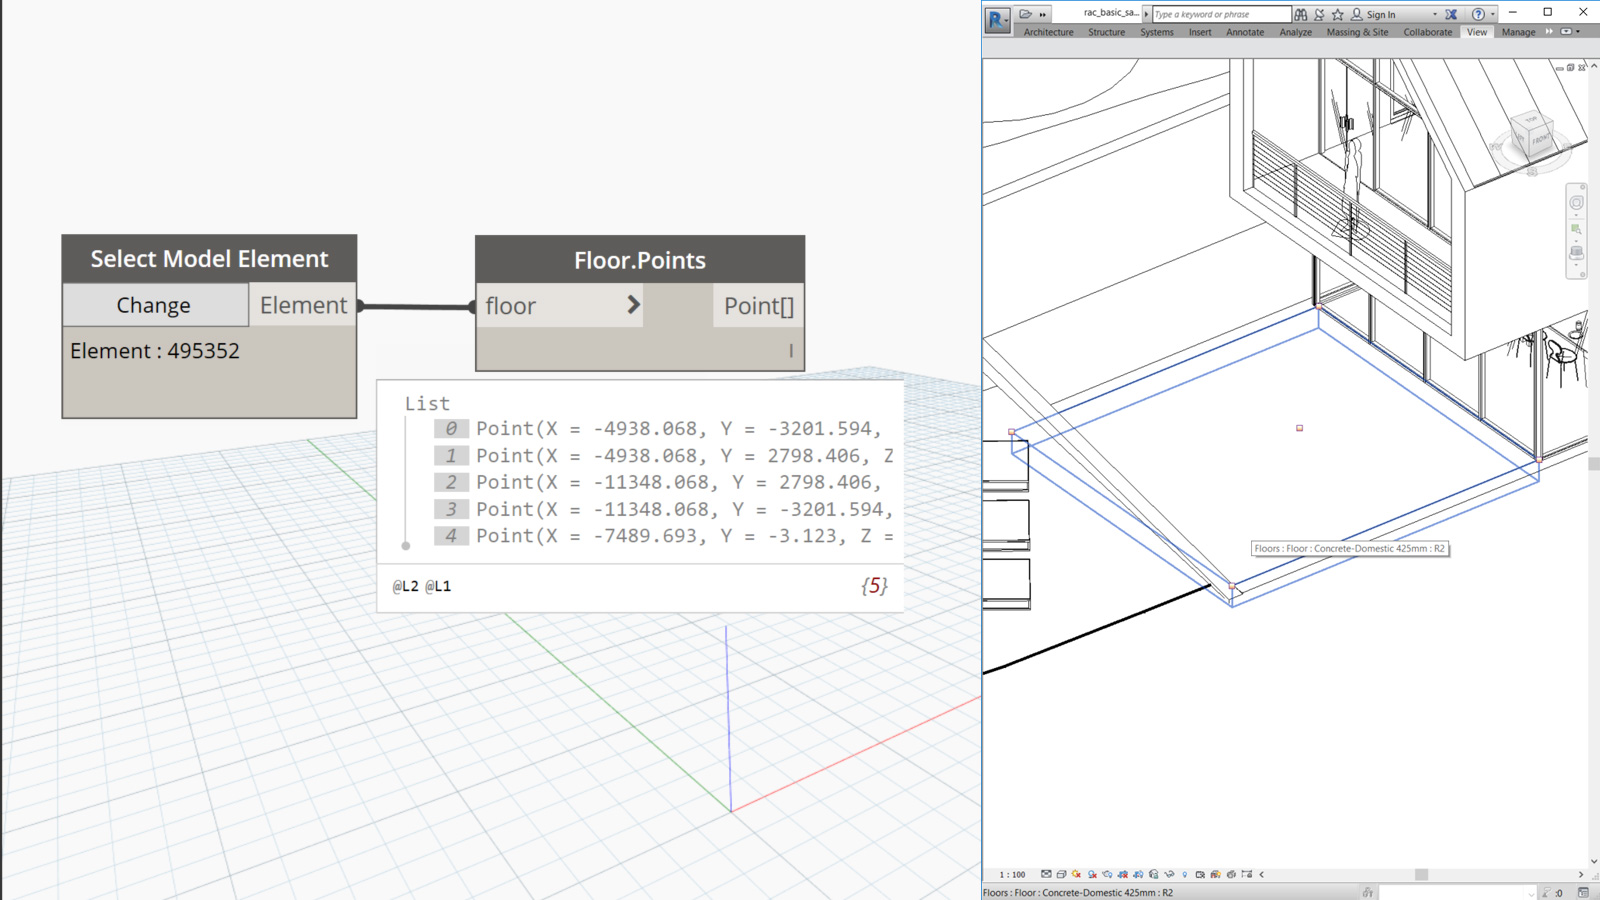 Select Model Element
Change
Element
Element : 495352
Floor.Points
floor
Point[]
l
List
0 Point(X = -4938.068, Y = -3201.594,
1 Point(X = -4938.068, Y = 2798.406, Z
2 Point(X = -11348.068, Y = 2798.406,
3 Point(X = -11348.068, Y = -3201.594,
4 Point(X = -7489.693, Y = -3.123, Z =
@L2 @L1
{5}
R
rac_basic_sa...
Type a keyword or phrase
Sign In
Architecture
Structure
Systems
Insert
Annotate
Analyze
Massing & Site
Collaborate
View
Manage
TOP
FRONT
Floors : Floor : Concrete-Domestic 425mm : R2
1 : 100
Floors : Floor : Concrete-Domestic 425mm : R2
:0